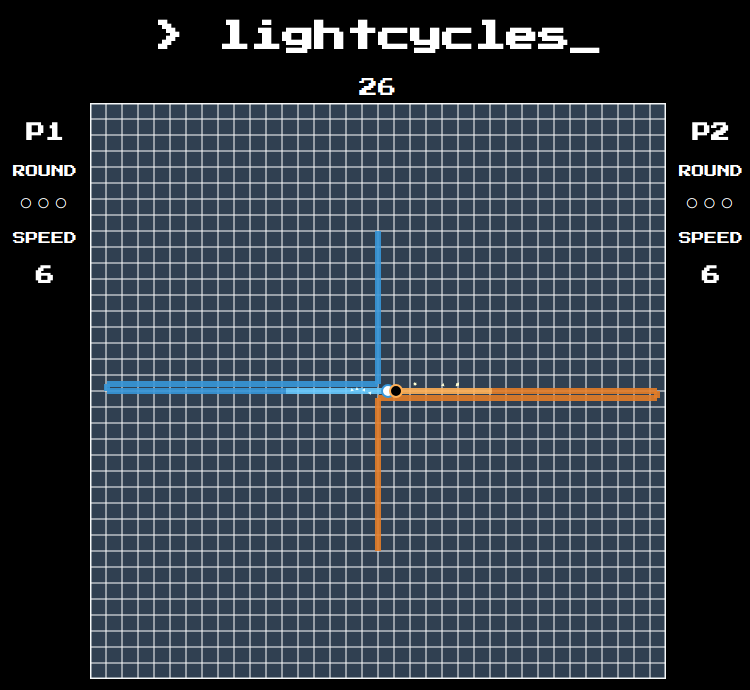 > lightcycles_
26
P1
ROUND
○○○
SPEED
6
P2
ROUND
○○○
SPEED
6